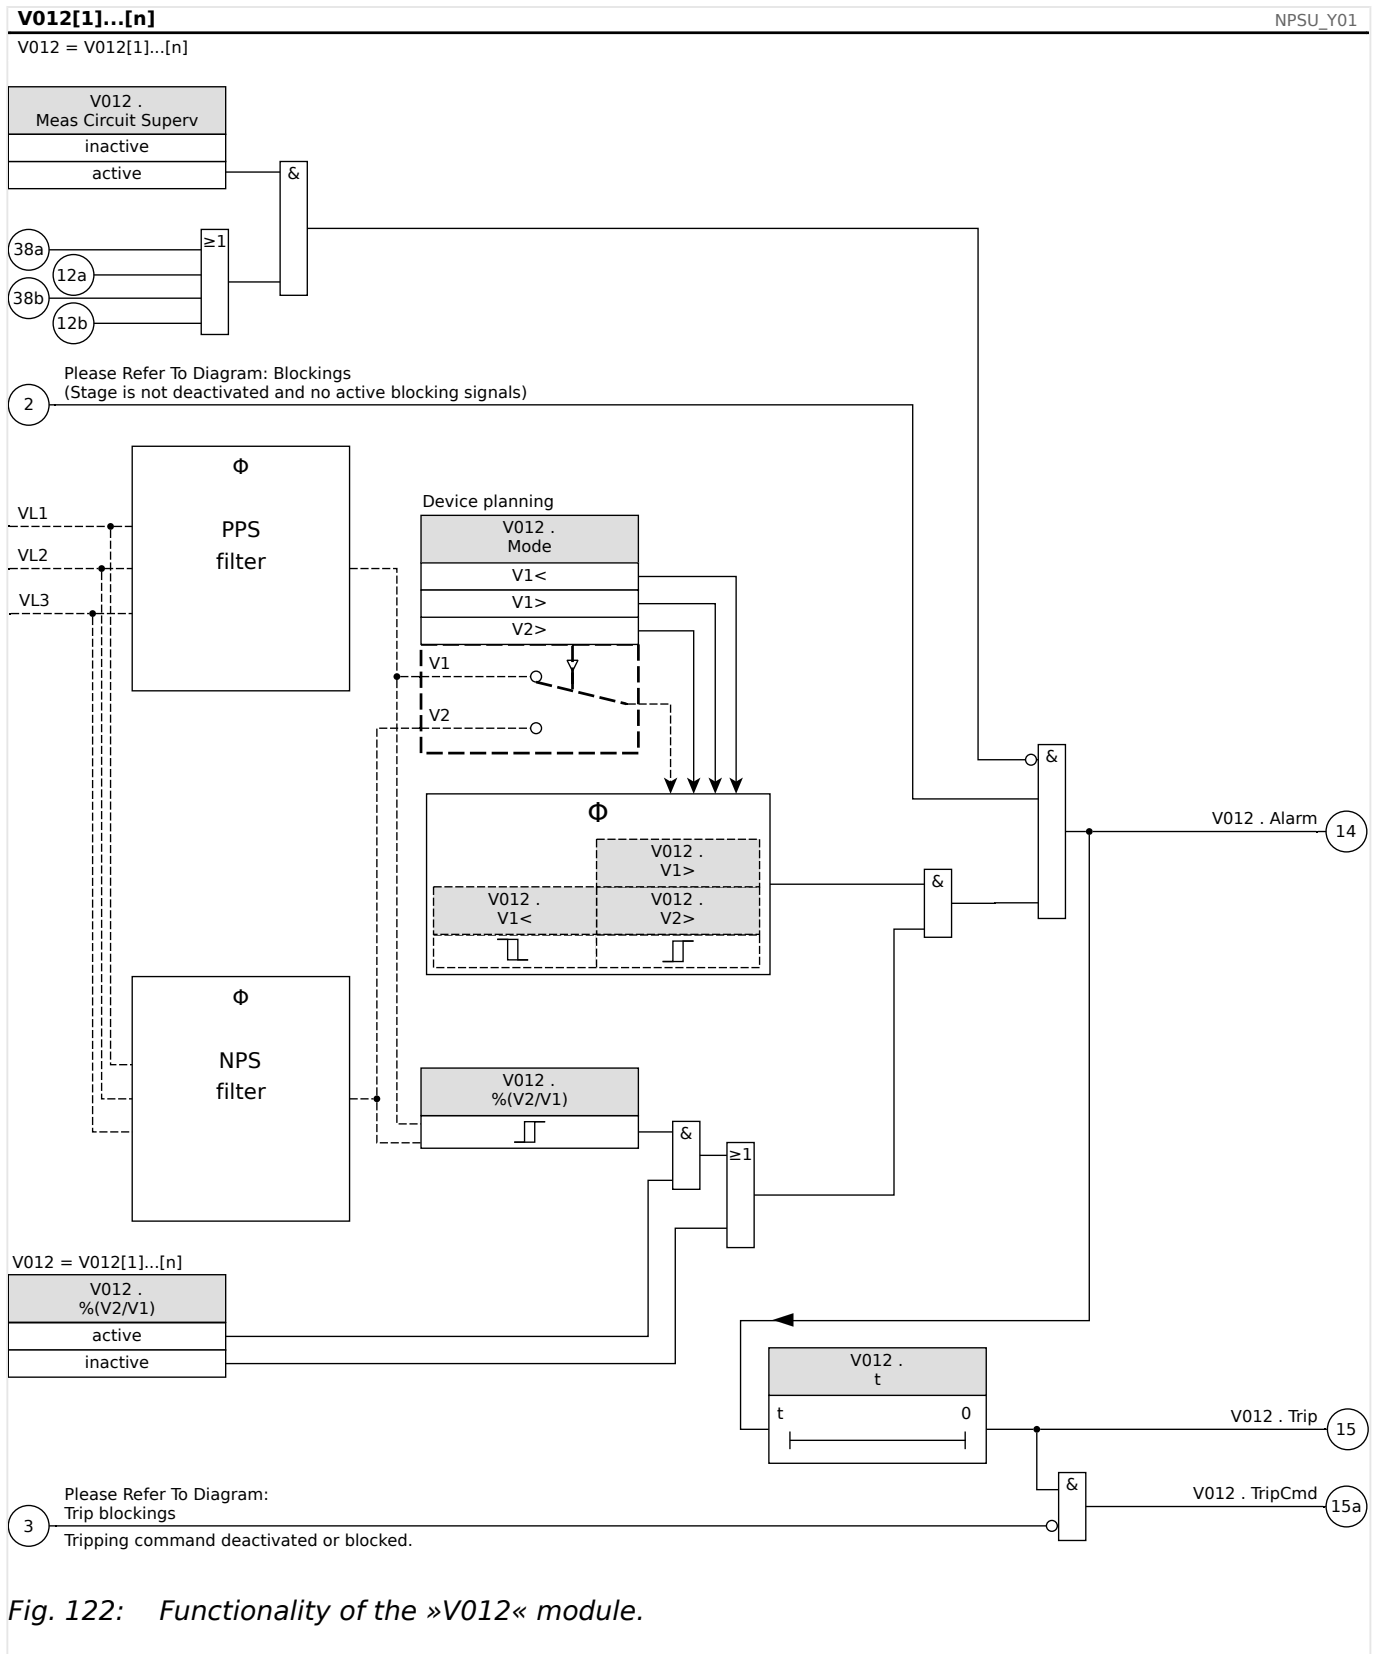 V012[1]...[n]
NPSU_Y01
V012 = V012[1]...[n]
V012 .
Meas Circuit Superv
inactive
active
&
38a
≥1
12a
38b
12b
Please Refer To Diagram: Blockings
(Stage is not deactivated and no active blocking signals)
2
Φ
PPS
filter
VL1
VL2
VL3
Device planning
V012 .
Mode
V1<
V1>
V2>
V1
V2
&
V012 . Alarm
14
Φ
V012 .
V1>
V012 .
V1<
V012 .
V2>
&
Φ
NPS
filter
V012 .
%(V2/V1)
&
≥1
V012 = V012[1]...[n]
V012 .
%(V2/V1)
active
inactive
V012 .
t
t
0
V012 . Trip
15
&
V012 . TripCmd
15a
Please Refer To Diagram:
Trip blockings
3
Tripping command deactivated or blocked.
Fig. 122: Functionality of the »V012« module.